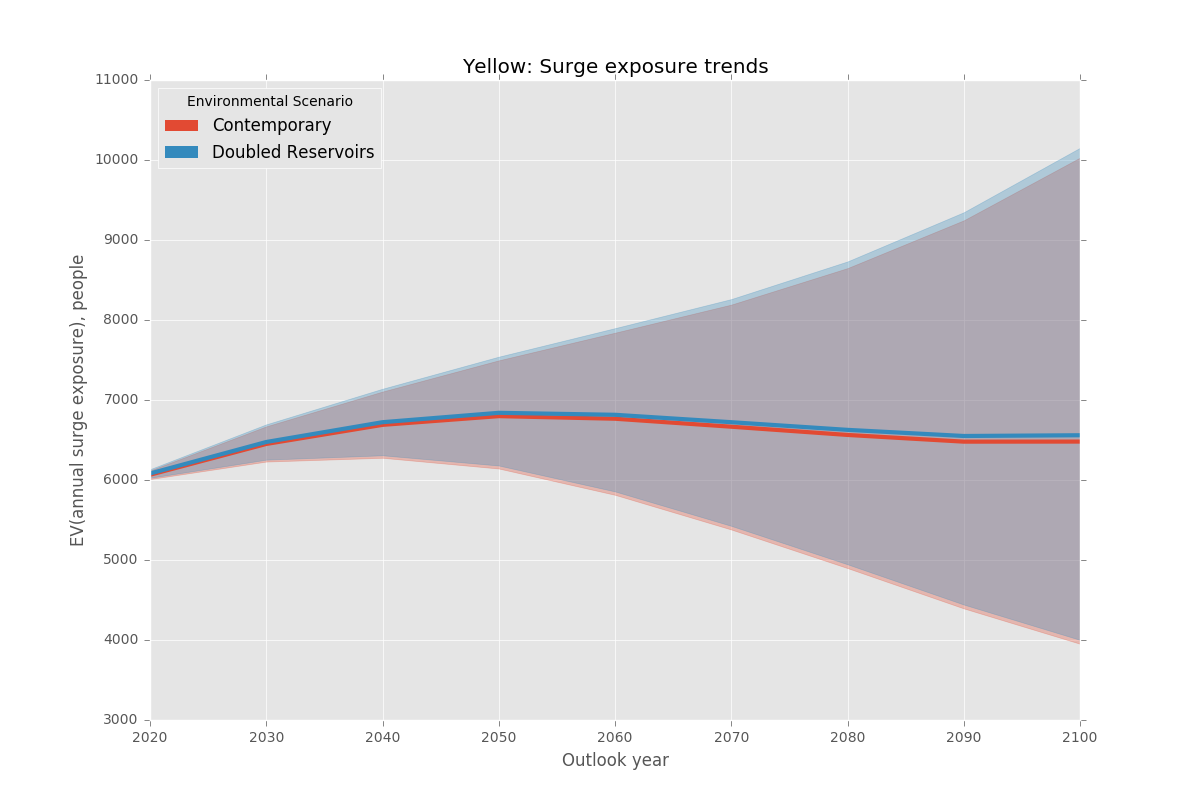 Yellow: Surge exposure trends
Environmental Scenario
Contemporary
Doubled Reservoirs
EV(annual surge exposure), people
11000
10000
9000
8000
7000
6000
5000
4000
3000
2020 2030 2040 2050 2060 2070 2080 2090 2100
Outlook year